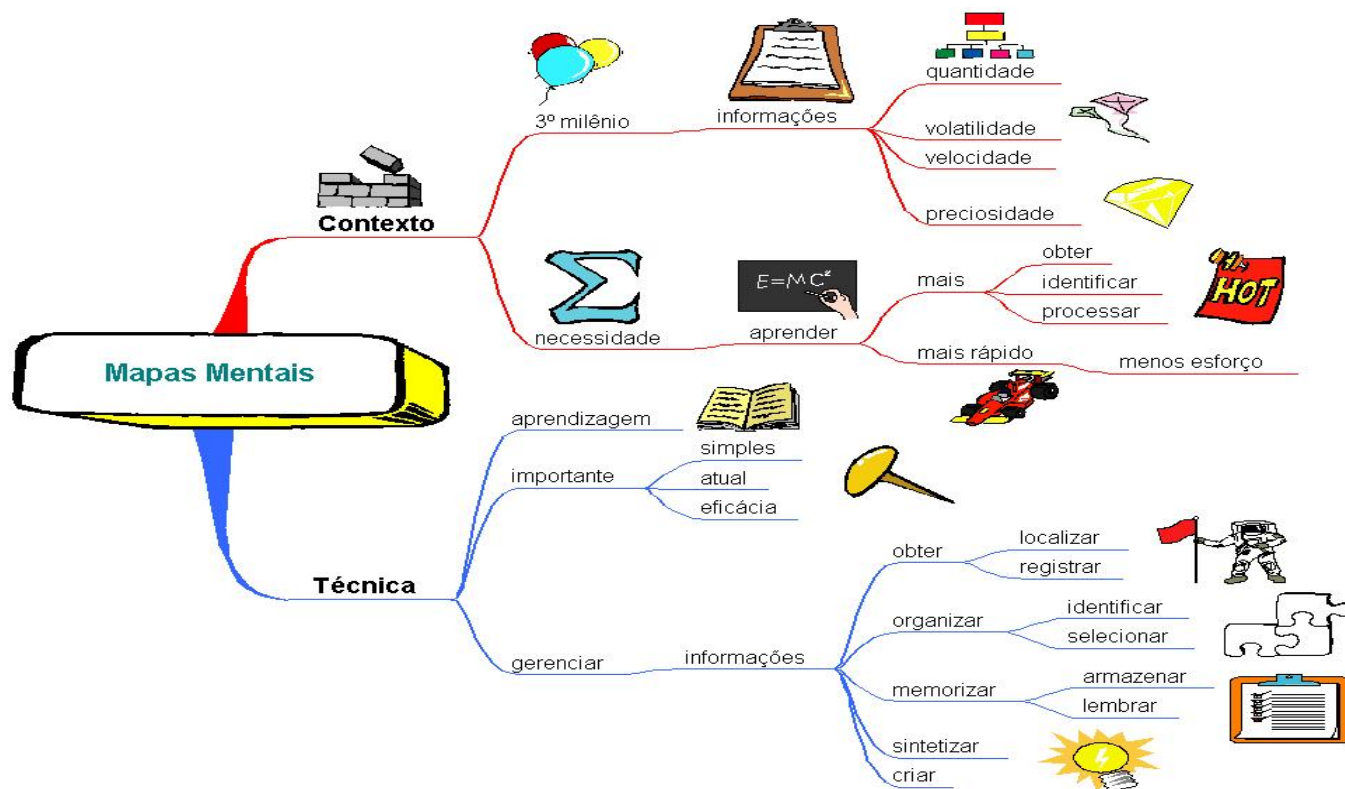 quantidade
3º milênio
informações
volatilidade
velocidade
Contexto
preciosidade
obter
E=MC²
mais
identificar
HOT
processar
necessidade
aprender
mais rápido
menos esforço
Mapas Mentais
aprendizagem
simples
importante
atual
eficácia
localizar
obter
registrar
Técnica
identificar
organizar
selecionar
gerenciar
informações
armazenar
memorizar
lembrar
sintetizar
criar